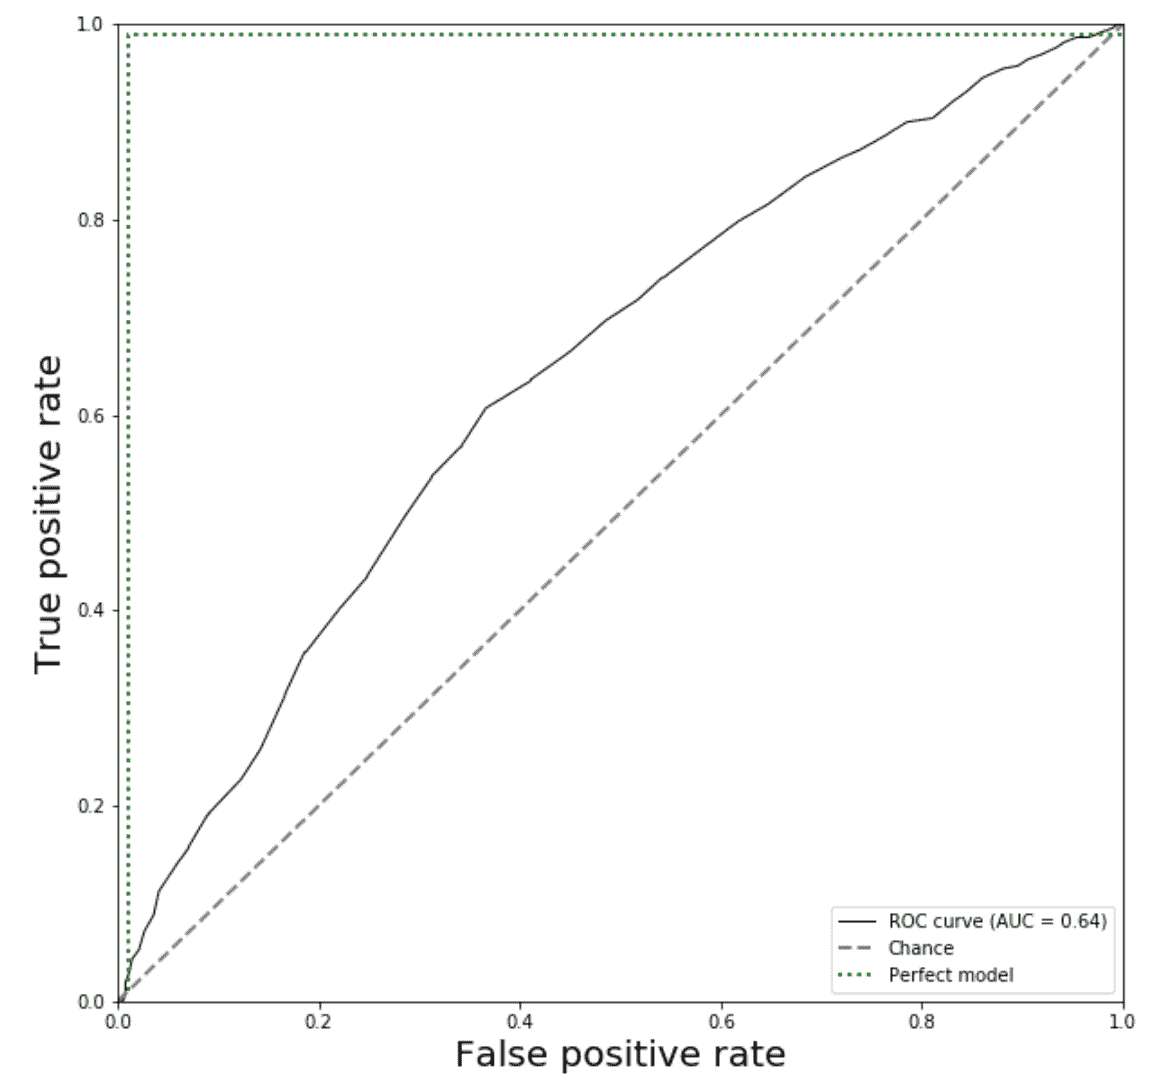 1.0
0.8
0.6
0.4
0.2
0.0
True positive rate
0.0 0.2 0.4 0.6 0.8 1.0
False positive rate
ROC curve (AUC = 0.64)
Chance
Perfect model